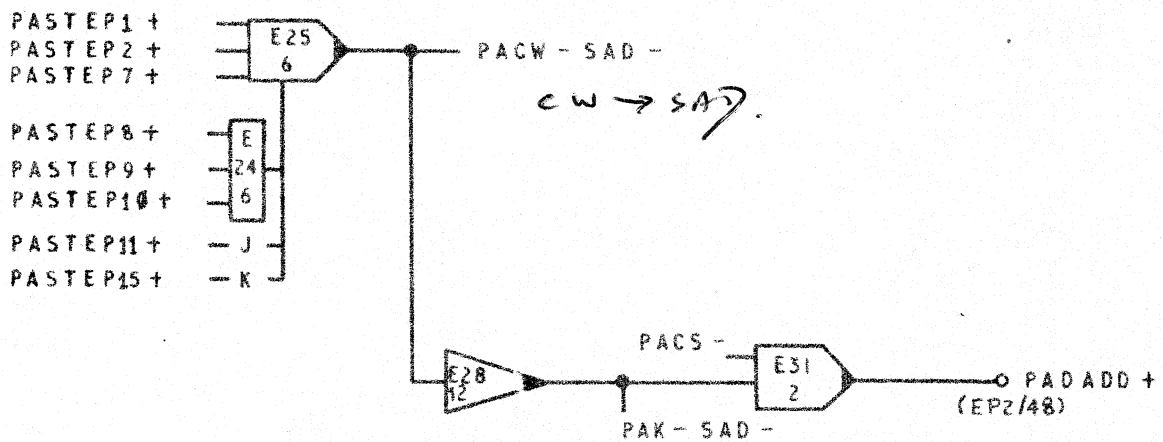 PASTEP1 +
PASTEP2 +
PASTEP7 +
E25
6
PACW - SAD -
CW → SAD.
PASTEP8 +
PASTEP9 +
PASTEP10 +
E
24
6
PASTEP11 +
J
PASTEP15 +
K
PACS -
E28
12
E31
2
PADADD +
(EP2/48)
PAK - SAD -